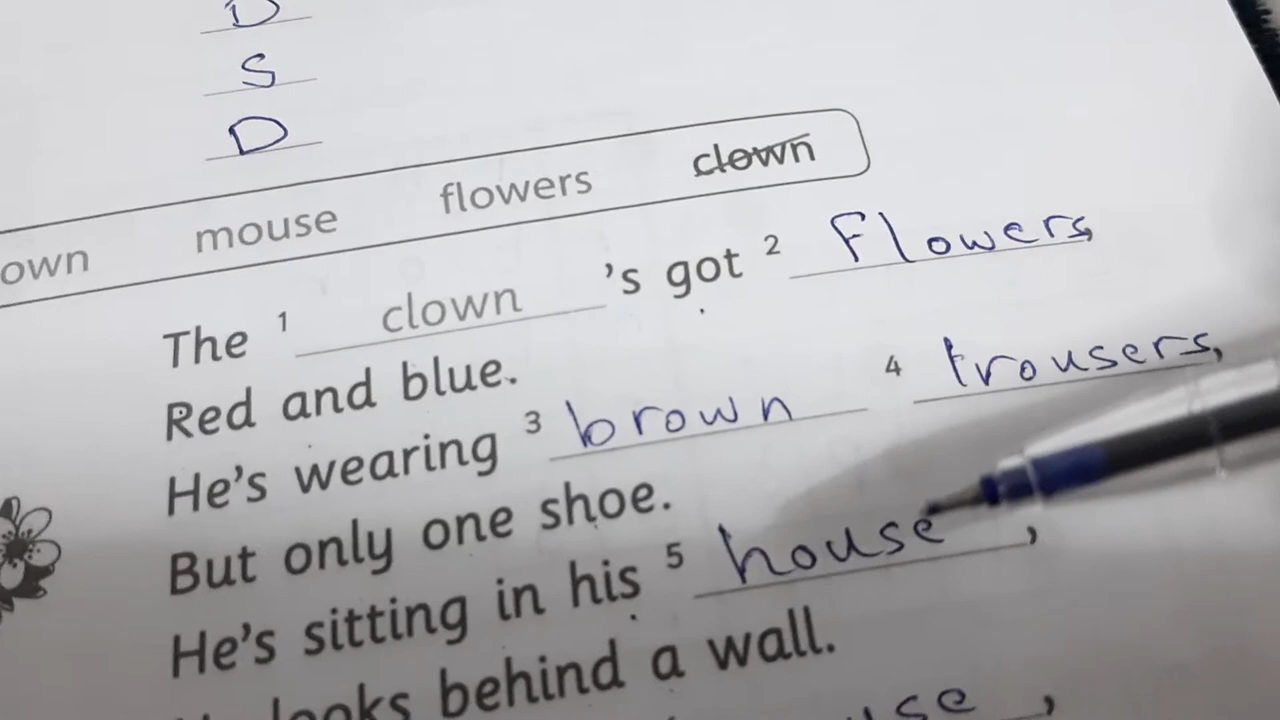 D
S
D
own mouse flowers clown
The 1 clown 's got 2 Flowers,
Red and blue.
He's wearing 3 brown 4 trousers,
But only one shoe.
He's sitting in his 5 house,
looks behind a wall.